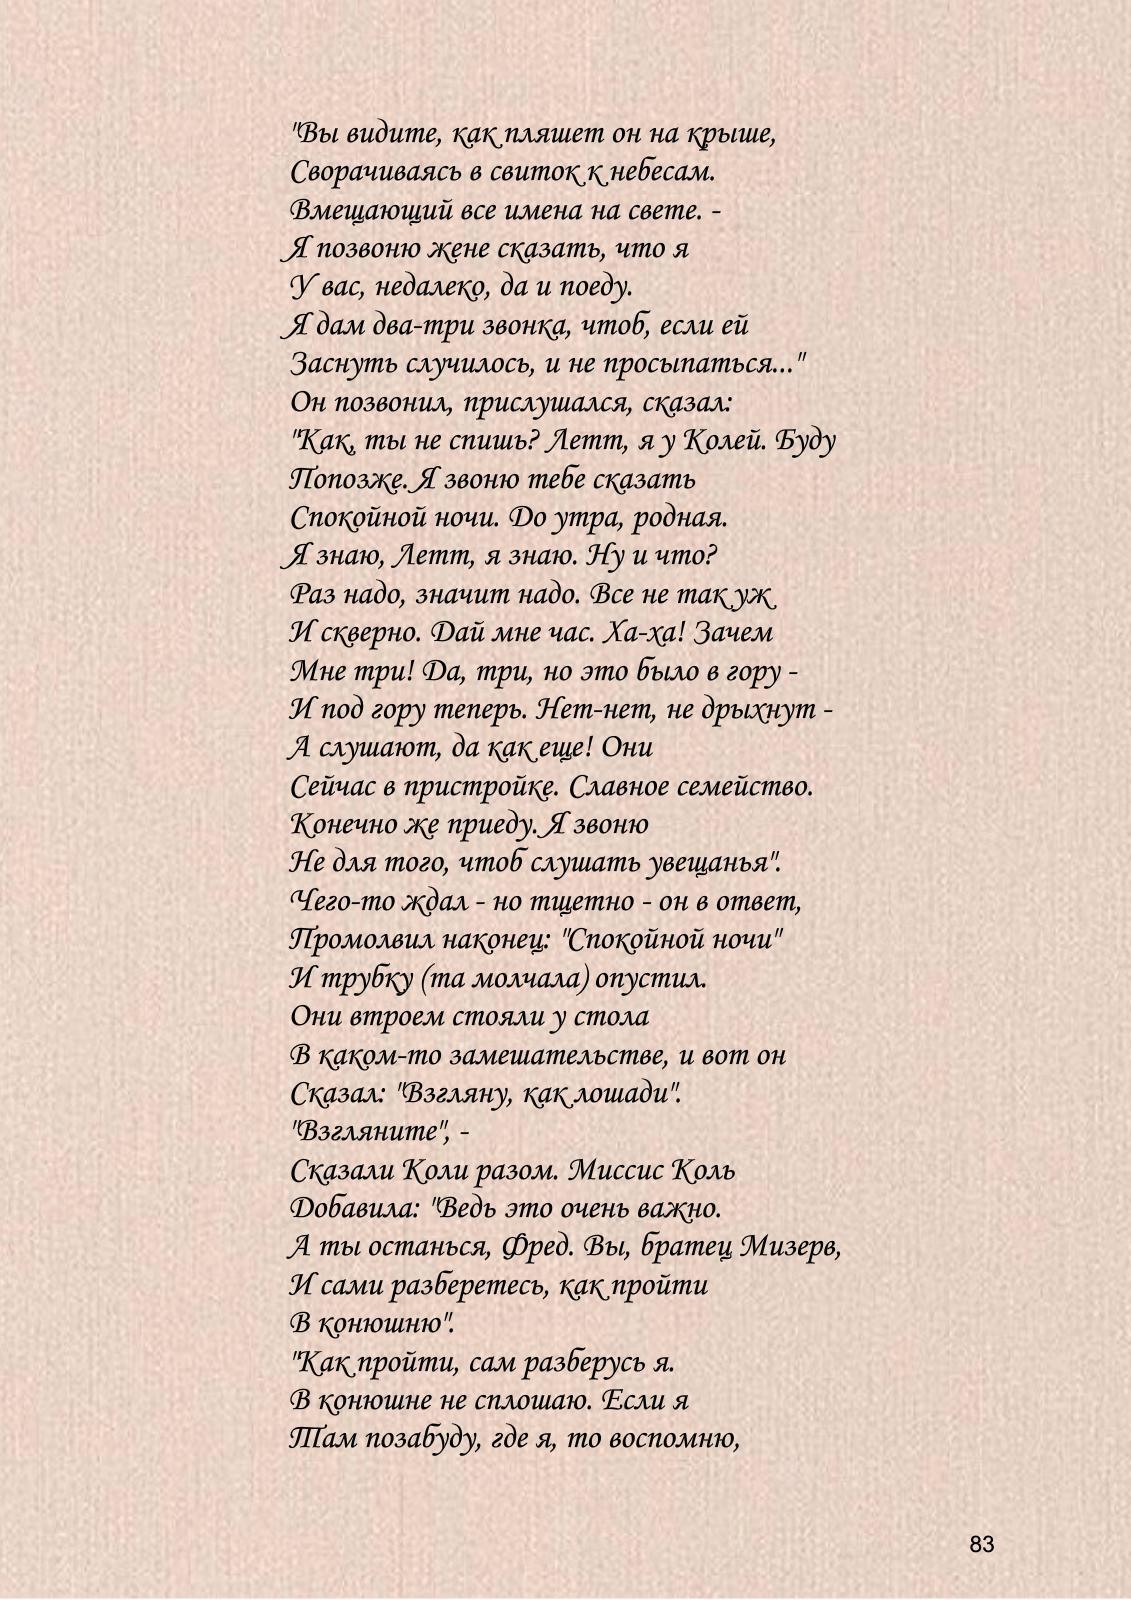 "Вы видите, как пляшет он на крыше,
Сворачиваясь в свиток к небесам.
Вмещающий все имена на свете. -
Я позвоню жене сказать, что я
У вас, недалеко, да и поеду.
Я дам два-три звонка, чтоб, если ей
Заснуть случилось, и не просыпаться..."
Он позвонил, прислушался, сказал:
"Как, ты не спишь? Летт, я у Колей. Буду
Попозже. Я звоню тебе сказать
Спокойной ночи. До утра, родная.
Я знаю, Летт, я знаю. Ну и что?
Раз надо, значит надо. Все не так уж
И скверно. Дай мне час. Ха-ха! Зачем
Мне три! Да, три, но это было в гору -
И под гору теперь. Нет-нет, не дрыхнут -
А слушают, да как еще! Они
Сейчас в пристройке. Славное семейство.
Конечно же приеду. Я звоню
Не для того, чтоб слушать увещанья".
Чего-то ждал - но тщетно - он в ответ,
Промолвил наконец: "Спокойной ночи"
И трубку (та молчала) опустил.
Они втроем стояли у стола
В каком-то замешательстве, и вот он
Сказал: "Взгляну, как лошади".
"Взгляните", -
Сказали Коли разом. Миссис Коль
Добавила: "Ведь это очень важно.
А ты останься, Фред. Вы, братец Мизерв,
И сами разберетесь, как пройти
В конюшню".
"Как пройти, сам разберусь я.
В конюшне не сплошаю. Если я
Там позабуду, где я, то воспомню,
83